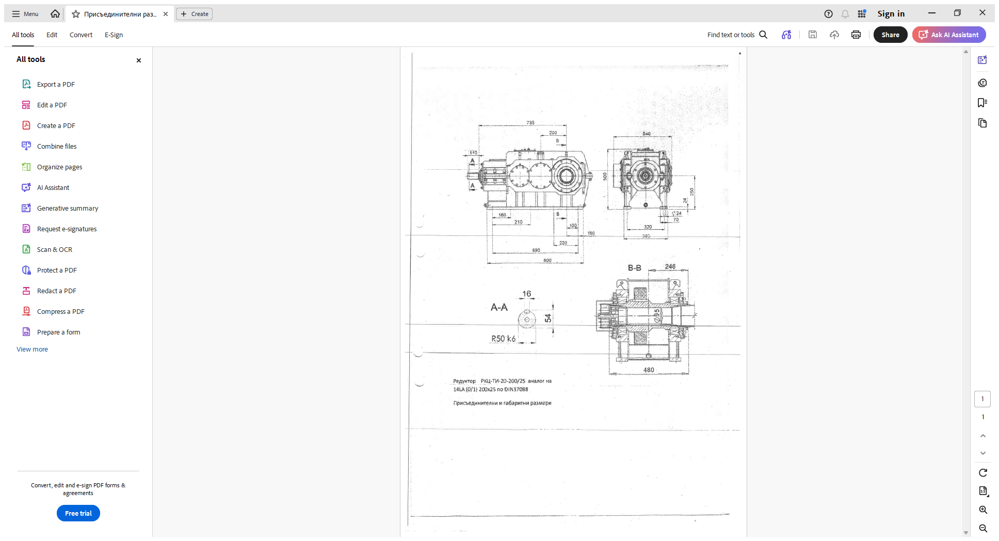 Menu
Присъединителни раз...
Create
Sign in
All tools
Edit
Convert
E-Sign
Find text or tools
Share
Ask AI Assistant
All tools
Export a PDF
Edit a PDF
Create a PDF
Combine files
Organize pages
AI Assistant
Generative summary
Request e-signatures
Scan & OCR
Protect a PDF
Redact a PDF
Compress a PDF
Prepare a form
View more
Convert, edit and e-sign PDF forms &
agreements
Free trial
735
200
B
110
A
A
160
210
B
100
160
220
690
800
540
500
250
24
∅24
70
320
380
A-A
16
54
R50 k6
B-B
246
∅95
480
Редуктор РКЦ-ТИ-20-200/25 аналог на
14LA (0/1) 200x25 по DIN37088
Присъединителни и габаритни размери
1
1